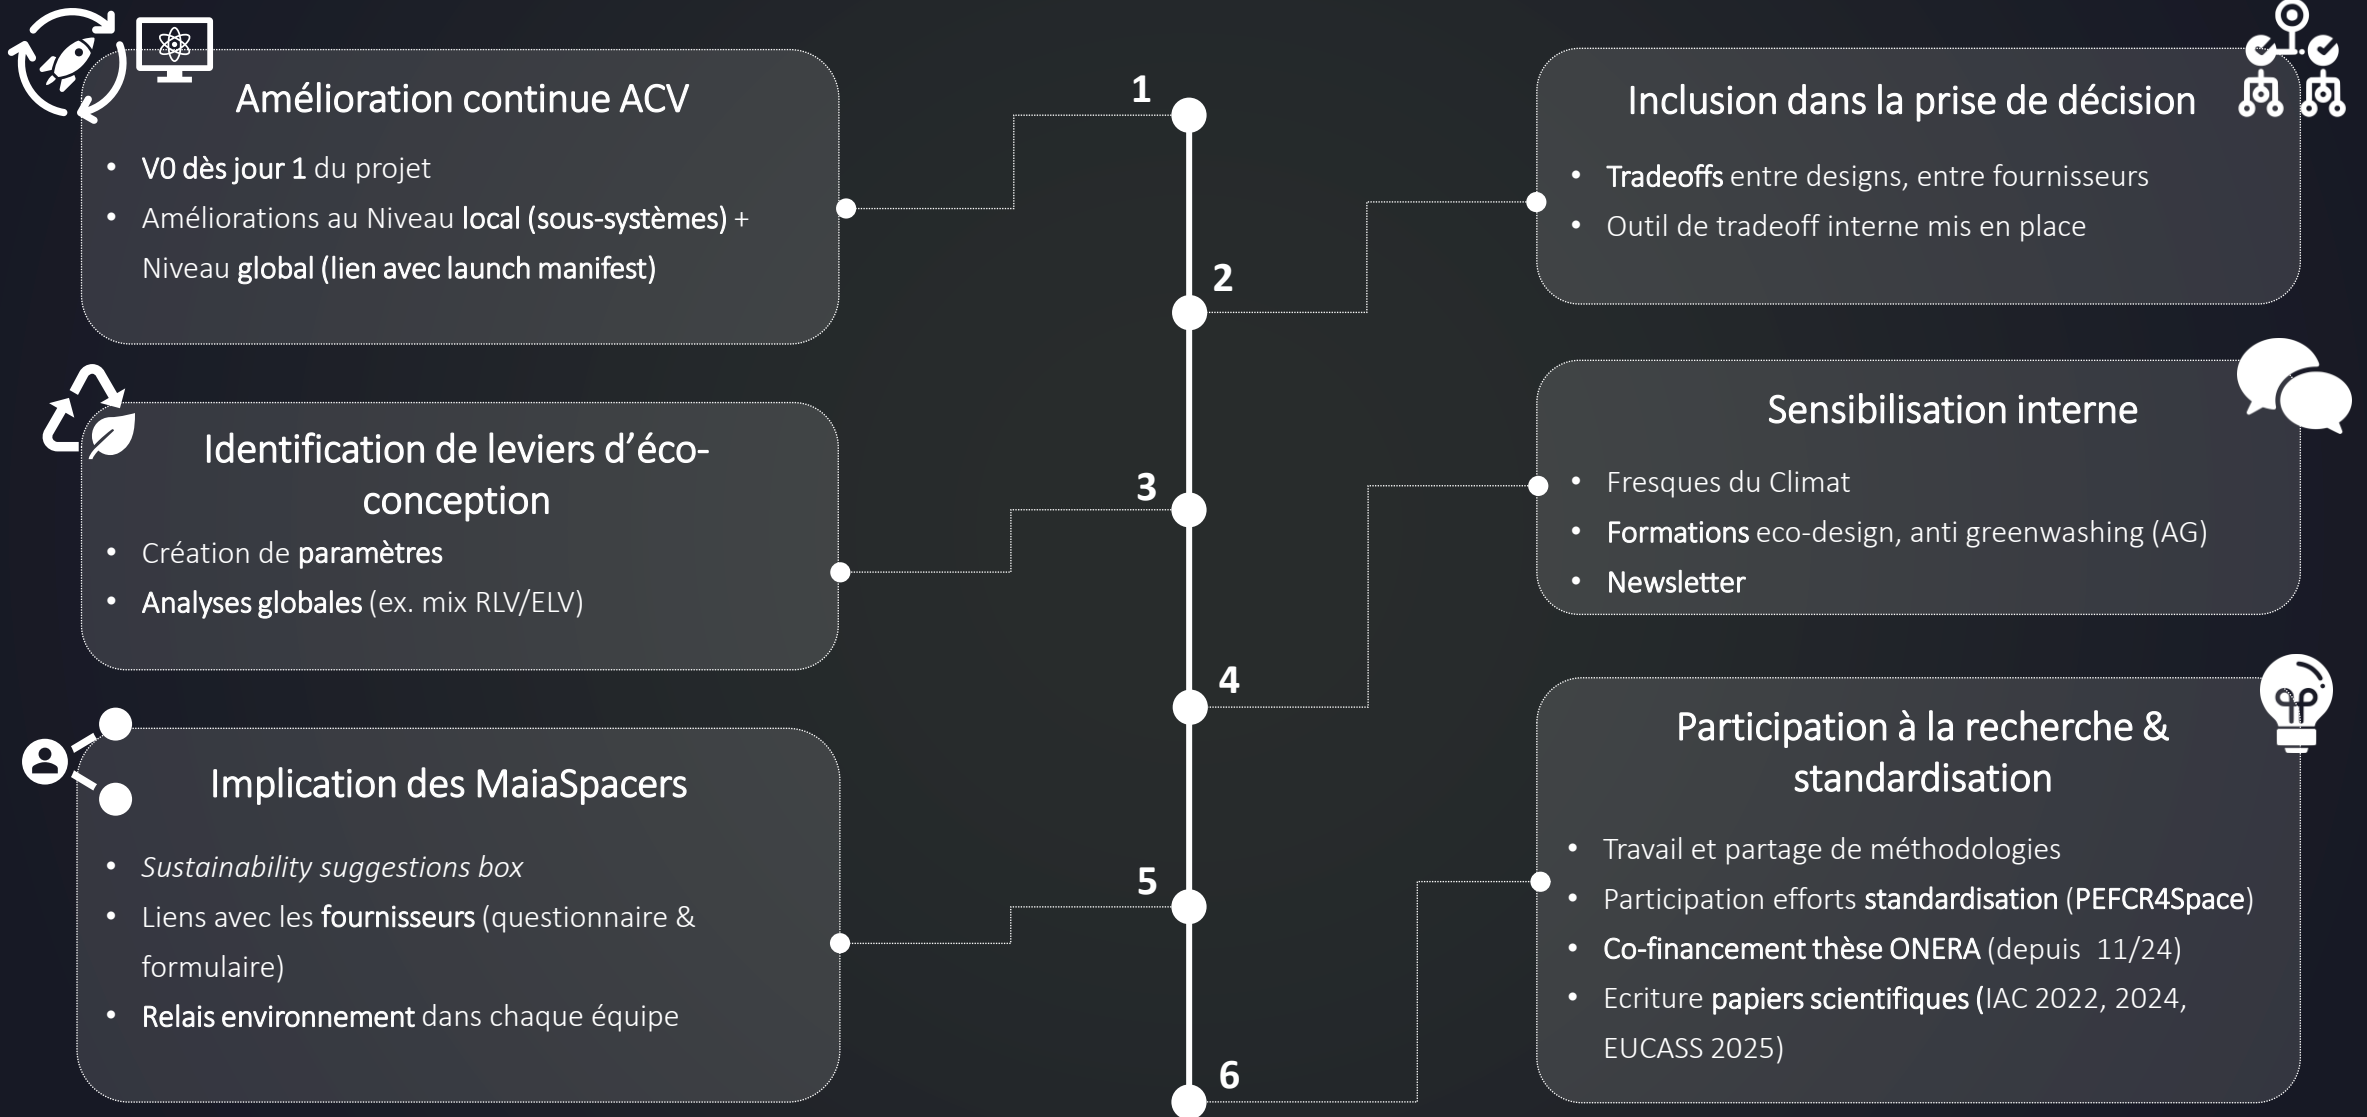 1
Amélioration continue ACV
• V0 dès jour 1 du projet
• Améliorations au Niveau local (sous-systèmes) +
Niveau global (lien avec launch manifest)
2
Inclusion dans la prise de décision
• Tradeoffs entre designs, entre fournisseurs
• Outil de tradeoff interne mis en place
3
Identification de leviers d’éco-
conception
• Création de paramètres
• Analyses globales (ex. mix RLV/ELV)
4
Sensibilisation interne
• Fresques du Climat
• Formations eco-design, anti greenwashing (AG)
• Newsletter
5
Implication des MaiaSpacers
• Sustainability suggestions box
• Liens avec les fournisseurs (questionnaire &
formulaire)
• Relais environnement dans chaque équipe
6
Participation à la recherche &
standardisation
• Travail et partage de méthodologies
• Participation efforts standardisation (PEFCR4Space)
• Co-financement thèse ONERA (depuis  11/24)
• Ecriture papiers scientifiques (IAC 2022, 2024,
EUCASS 2025)